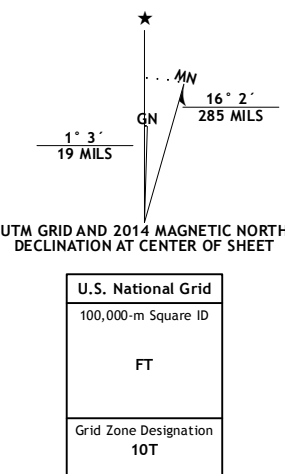 ★
MN
GN
16° 2´
285 MILS
1° 3´
19 MILS
UTM GRID AND 2014 MAGNETIC NORTH
DECLINATION AT CENTER OF SHEET
U.S. National Grid
100,000-m Square ID
FT
Grid Zone Designation
10T